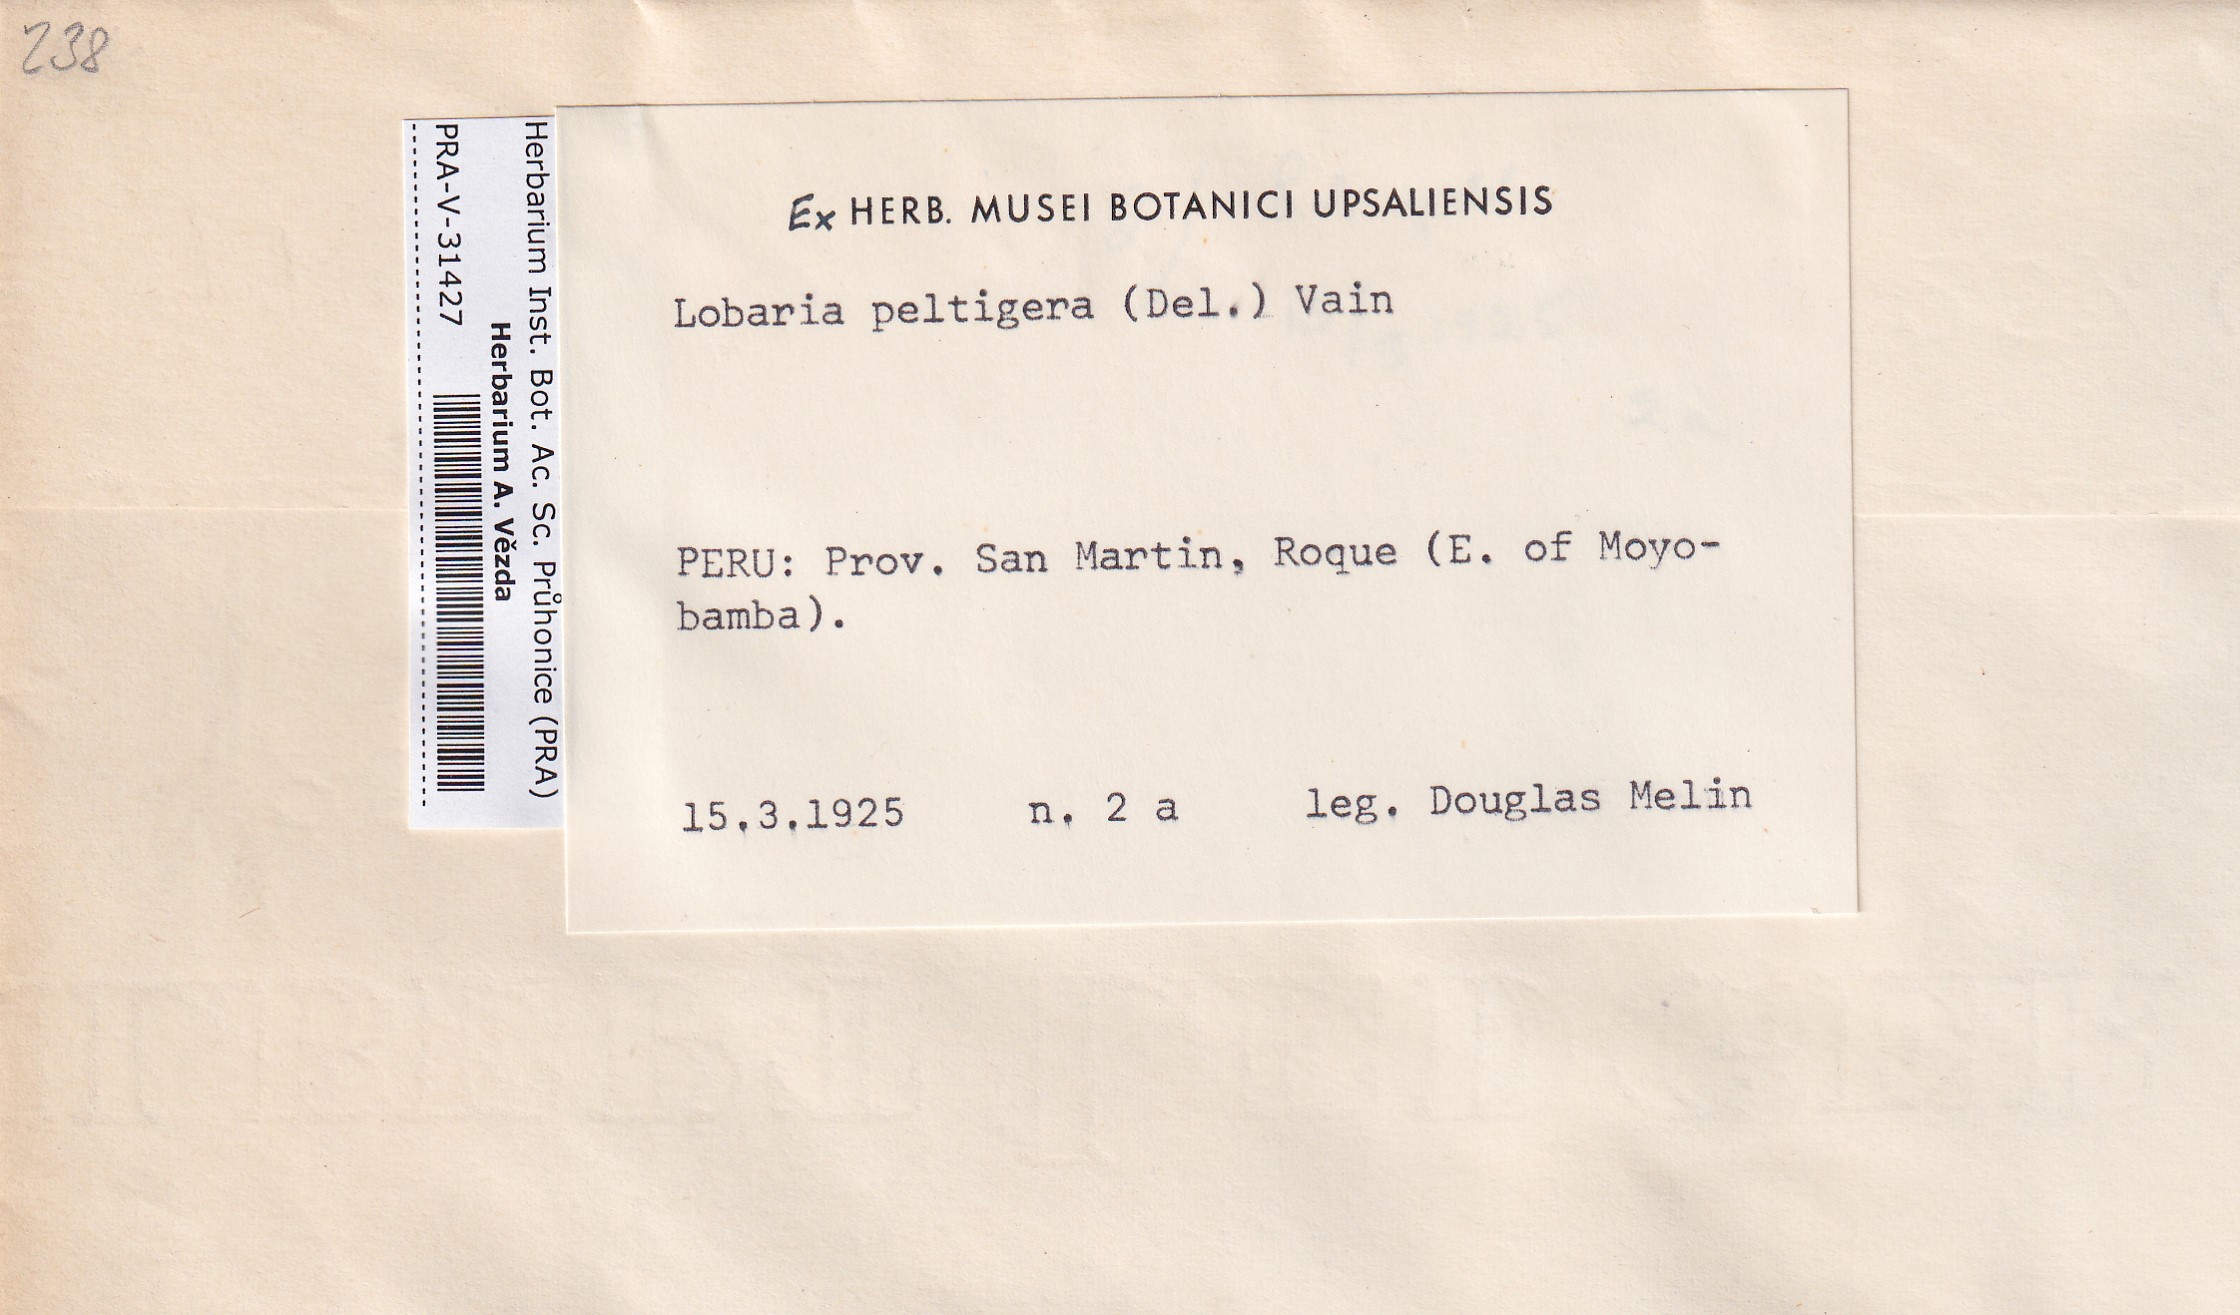 238
Herbarium Inst. Bot. Ac. Sc. Průhonice (PRA)
Herbarium A. Vězda
PRA-V-31427
Ex HERB. MUSEI BOTANICI UPSALIENSIS
Lobaria peltigera (Del.) Vain
PERU: Prov. San Martin, Roque (E. of Moyo-
bamba).
15.3.1925 n. 2 a leg. Douglas Melin